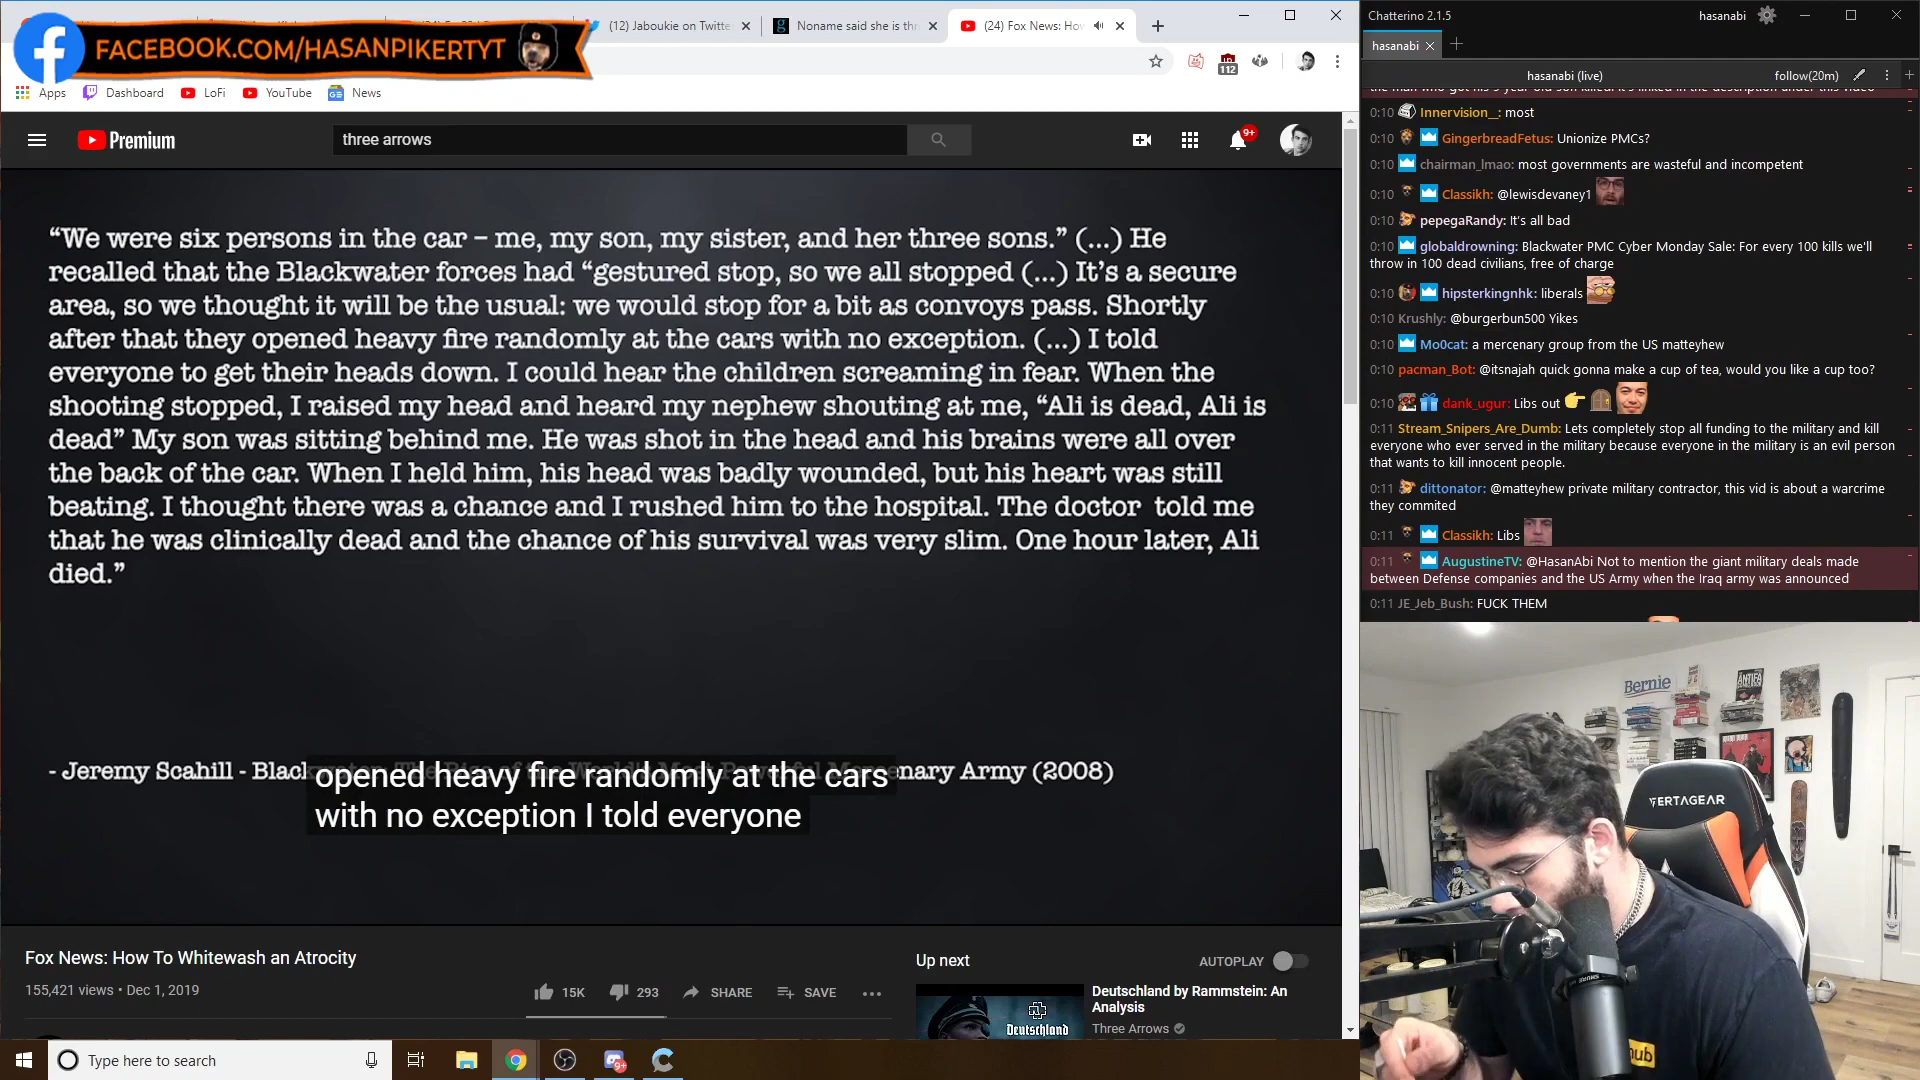 FACEBOOK.COM/HASANPIKERTYT
(12) Jaboukie on Twitte
Noname said she is thr
(24) Fox News: Ho
112
Apps
Dashboard
LoFi
YouTube
News
Premium
three arrows
9+
“We were six persons in the car – me, my son, my sister, and her three sons.” (...) He
recalled that the Blackwater forces had “gestured stop, so we all stopped (...) It’s a secure
area, so we thought it will be the usual: we would stop for a bit as convoys pass. Shortly
after that they opened heavy fire randomly at the cars with no exception. (...) I told
everyone to get their heads down. I could hear the children screaming in fear. When the
shooting stopped, I raised my head and heard my nephew shouting at me, “Ali is dead, Ali is
dead” My son was sitting behind me. He was shot in the head and his brains were all over
the back of the car. When I held him, his head was badly wounded, but his heart was still
beating. I thought there was a chance and I rushed him to the hospital. The doctor told me
that he was clinically dead and the chance of his survival was very slim. One hour later, Ali
died.”
- Jeremy Scahill - Blackwater: The Rise of the World's Most Powerful Mercenary Army (2008)
opened heavy fire randomly at the cars
with no exception I told everyone
Fox News: How To Whitewash an Atrocity
155,421 views • Dec 1, 2019
15K
293
SHARE
SAVE
Up next
AUTOPLAY
Deutschland by Rammstein: An
Analysis
Three Arrows
Deutschland
Type here to search
Chatterino 2.1.5
hasanabi
hasanabi
hasanabi (live)
follow(20m)
0:10 Innervision__: most
0:10 GingerbreadFetus: Unionize PMCs?
0:10 chairman_lmao: most governments are wasteful and incompetent
0:10 Classikh: @lewisdevaney1
0:10 pepegaRandy: It's all bad
0:10 globaldrowning: Blackwater PMC Cyber Monday Sale: For every 100 kills we'll
throw in 100 dead civilians, free of charge
0:10 hipsterkingnhk: liberals
0:10 Krushly: @burgerbun500 Yikes
0:10 Mo0cat: a mercenary group from the US matteyhew
0:10 pacman_Bot: @itsnajah quick gonna make a cup of tea, would you like a cup too?
0:10 dank_ugur: Libs out
0:11 Stream_Snipers_Are_Dumb: Lets completely stop all funding to the military and kill
everyone who ever served in the military because everyone in the military is an evil person
that wants to kill innocent people.
0:11 dittonator: @matteyhew private military contractor, this vid is about a warcrime
they commited
0:11 Classikh: Libs
0:11 AugustineTV: @HasanAbi Not to mention the giant military deals made
between Defense companies and the US Army when the Iraq army was announced
0:11 JE_Jeb_Bush: FUCK THEM
Bernie
ANTIFA
VERTAGEAR
SHURE
hub